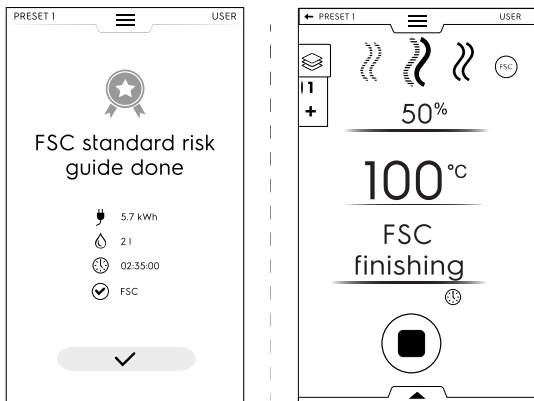 PRESET 1
USER
FSC standard risk
guide done
5.7 kWh
2 l
02:35:00
FSC
PRESET 1
USER
FSC
1
+
50%
100°C
FSC
finishing